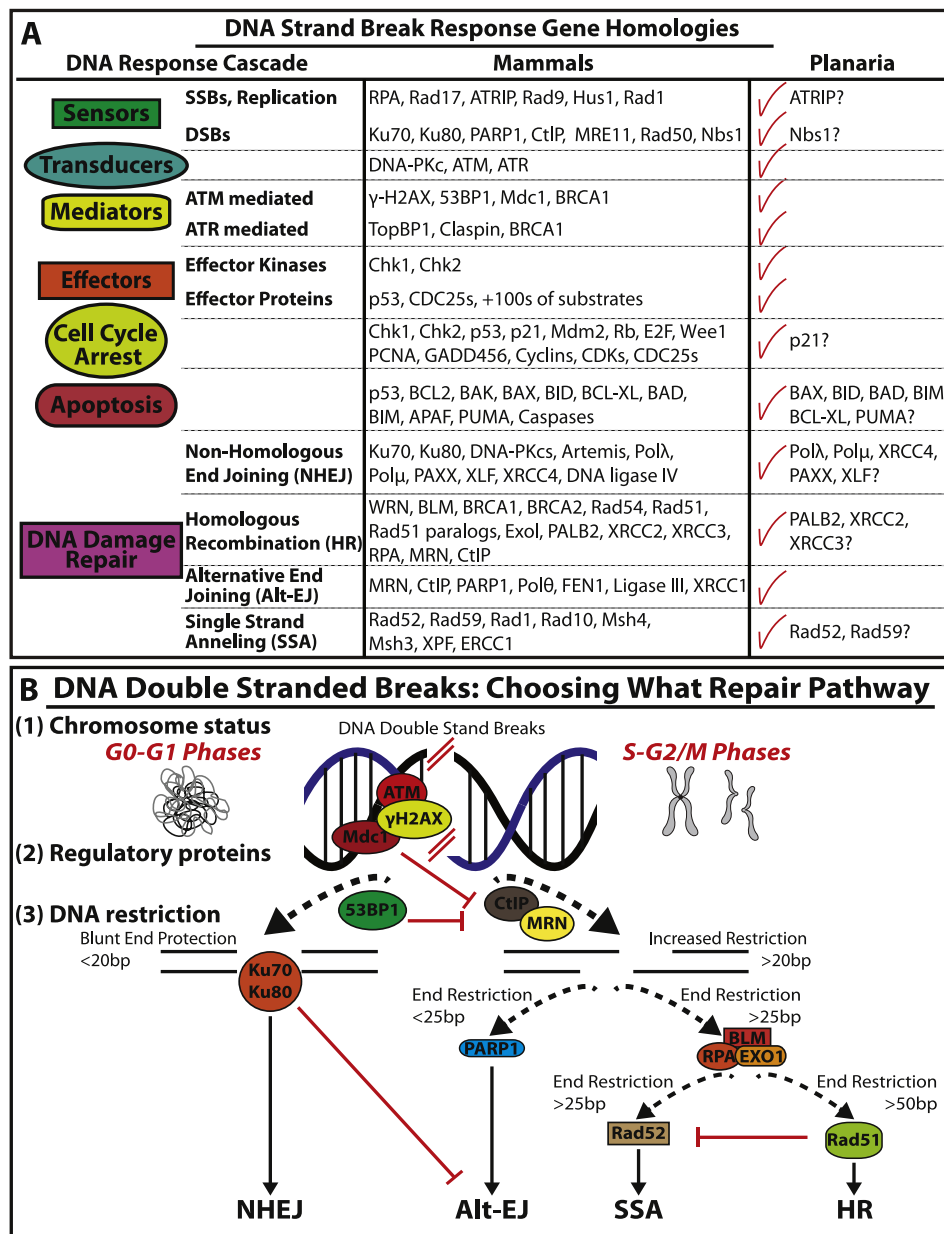 A
DNA Strand Break Response Gene Homologies
DNA Response Cascade Mammals Planaria
Sensors
SSBs, Replication
RPA, Rad17, ATRIP, Rad9, Hus1, Rad1
ATRIP?
DSBs
Ku70, Ku80, PARP1, CtlP, MRE11, Rad50, Nbs1
Nbs1?
Transducers
DNA-PKc, ATM, ATR
Mediators
ATM mediated
γ-H2AX, 53BP1, Mdc1, BRCA1
ATR mediated
TopBP1, Claspin, BRCA1
Effectors
Effector Kinases
Chk1, Chk2
Effector Proteins
p53, CDC25s, +100s of substrates
Cell Cycle
Arrest
Chk1, Chk2, p53, p21, Mdm2, Rb, E2F, Wee1
PCNA, GADD456, Cyclins, CDKs, CDC25s
p21?
Apoptosis
p53, BCL2, BAK, BAX, BID, BCL-XL, BAD,
BIM, APAF, PUMA, Caspases
BAX, BID, BAD, BIM
BCL-XL, PUMA?
DNA Damage
Repair
Non-Homologous
End Joining (NHEJ)
Ku70, Ku80, DNA-PKcs, Artemis, Polλ,
Polμ, PAXX, XLF, XRCC4, DNA ligase IV
Polλ, Polμ, XRCC4,
PAXX, XLF?
Homologous
Recombination (HR)
WRN, BLM, BRCA1, BRCA2, Rad54, Rad51,
Rad51 paralogs, Exol, PALB2, XRCC2, XRCC3,
RPA, MRN, CtIP
PALB2, XRCC2,
XRCC3?
Alternative End
Joining (Alt-EJ)
MRN, CtIP, PARP1, Polθ, FEN1, Ligase III, XRCC1
Single Strand
Anneling (SSA)
Rad52, Rad59, Rad1, Rad10, Msh4,
Msh3, XPF, ERCC1
Rad52, Rad59?
B DNA Double Stranded Breaks: Choosing What Repair Pathway
(1) Chromosome status
DNA Double Stand Breaks
G0-G1 Phases
S-G2/M Phases
ATM
γH2AX
Mdc1
(2) Regulatory proteins
53BP1
CtIP
MRN
(3) DNA restriction
Blunt End Protection
<20bp
Increased Restriction
>20bp
Ku70
Ku80
End Restriction
<25bp
End Restriction
>25bp
PARP1
BLM
RPA EXO1
End Restriction
>25bp
End Restriction
>50bp
Rad52
Rad51
NHEJ Alt-EJ SSA HR